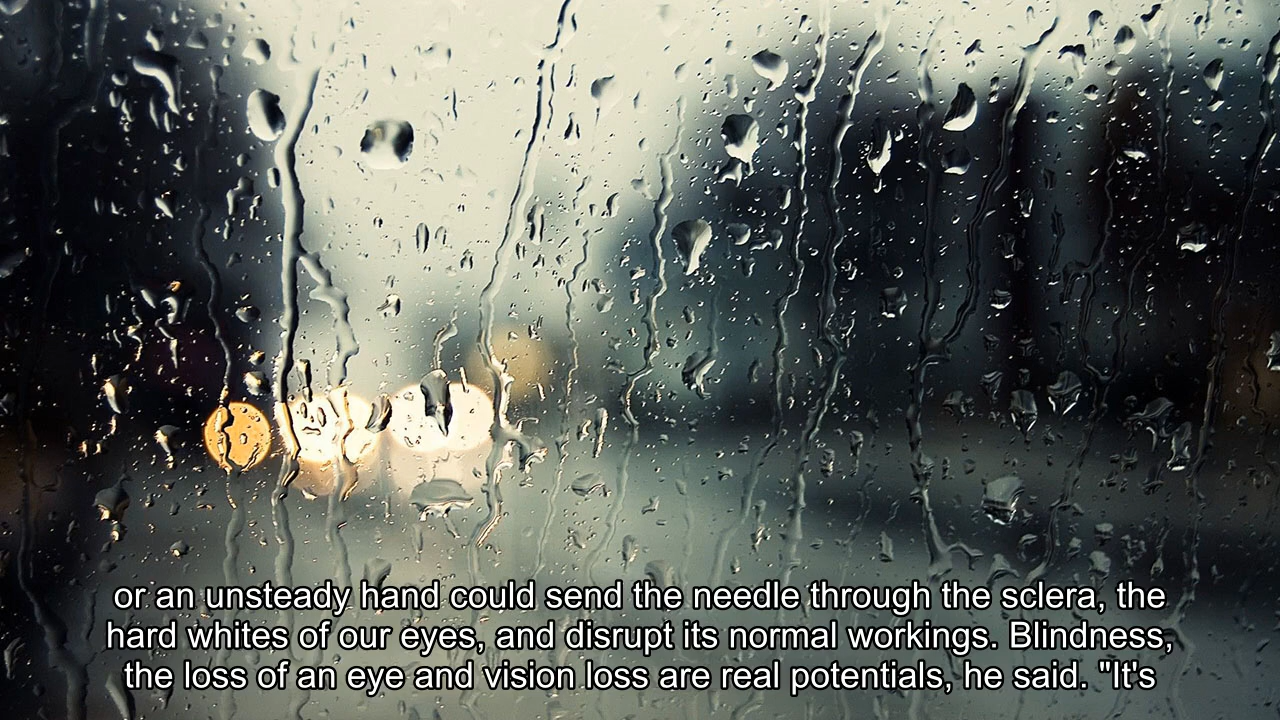 or an unsteady hand could send the needle through the sclera, the
hard whites of our eyes, and disrupt its normal workings. Blindness,
the loss of an eye and vision loss are real potentials, he said. "It's